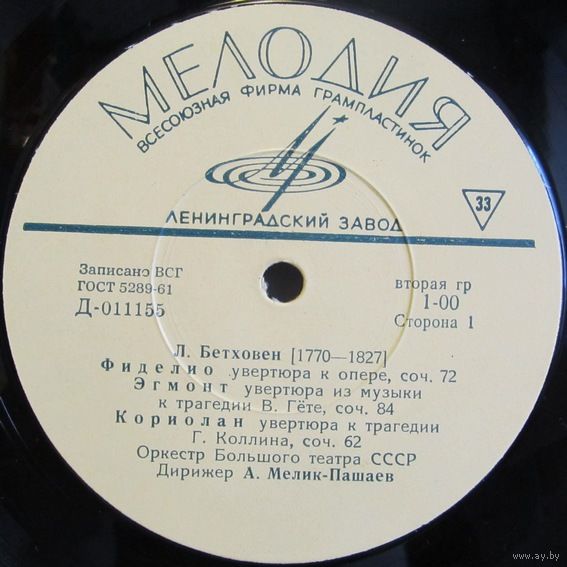 МЕЛОДИЯ
ВСЕСОЮЗНАЯ ФИРМА ГРАМПЛАСТИНОК
ЛЕНИНГРАДСКИЙ ЗАВОД
33
Записано ВСГ
ГОСТ 5289-61
Д-011155
вторая гр
1-00
Сторона 1
Л. Бетховен [1770—1827]
Фиделио увертюра к опере, соч. 72
Эгмонт увертюра из музыки
к трагедии В. Гёте, соч. 84
Кориолан увертюра к трагедии
Г. Коллина, соч. 62
Оркестр Большого театра СССР
Дирижер А. Мелик-Пашаев
www.ay.by